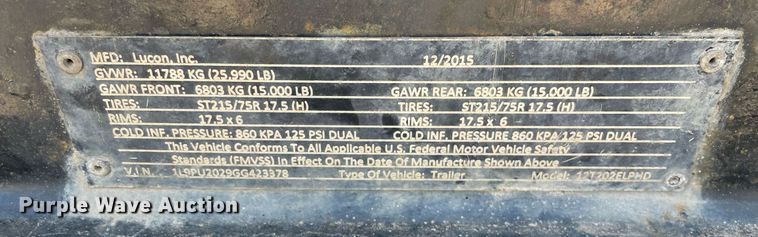 MFD: Lucon, Inc. 12/2015
GVWR: 11788 KG (25,990 LB)
GAWR FRONT: 6803 KG (15,000 LB) GAWR REAR: 6803 KG (15,000 LB)
TIRES: ST215/75R 17.5 (H) TIRES: ST215/75R 17.5 (H)
RIMS: 17.5 x 6 RIMS: 17.5 x 6
COLD INF. PRESSURE: 860 KPA 125 PSI DUAL COLD INF. PRESSURE 860 KPA 125 PSI DUAL
This Vehicle Conforms To All Applicable U.S. Federal Motor Vehicle Safety
Standards (FMVSS) In Effect On The Date Of Manufacture Shown Above
V.I.N. 1L9PU2029GG423378 Type Of Vehicle: Trailer Model: 12T202ELPHD
Purple Wave Auction